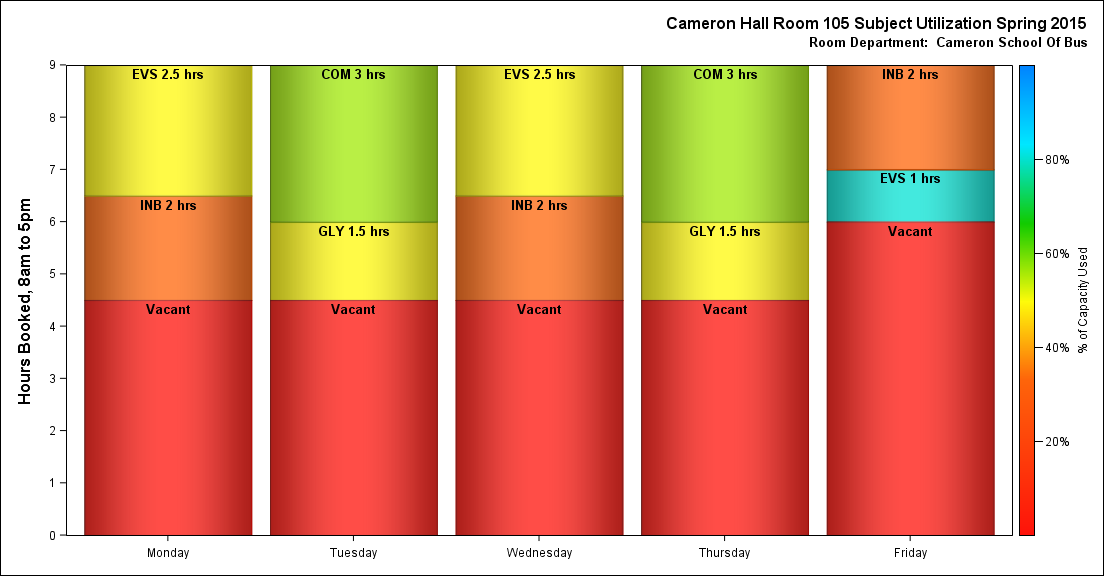 Cameron Hall Room 105 Subject Utilization Spring 2015
Room Department:  Cameron School Of Bus
Hours Booked, 8am to 5pm
9
8
7
6
5
4
3
2
1
0
EVS 2.5 hrs
INB 2 hrs
Vacant
COM 3 hrs
GLY 1.5 hrs
Vacant
EVS 2.5 hrs
INB 2 hrs
Vacant
COM 3 hrs
GLY 1.5 hrs
Vacant
INB 2 hrs
EVS 1 hrs
Vacant
Monday
Tuesday
Wednesday
Thursday
Friday
80%
60%
40%
20%
% of Capacity Used